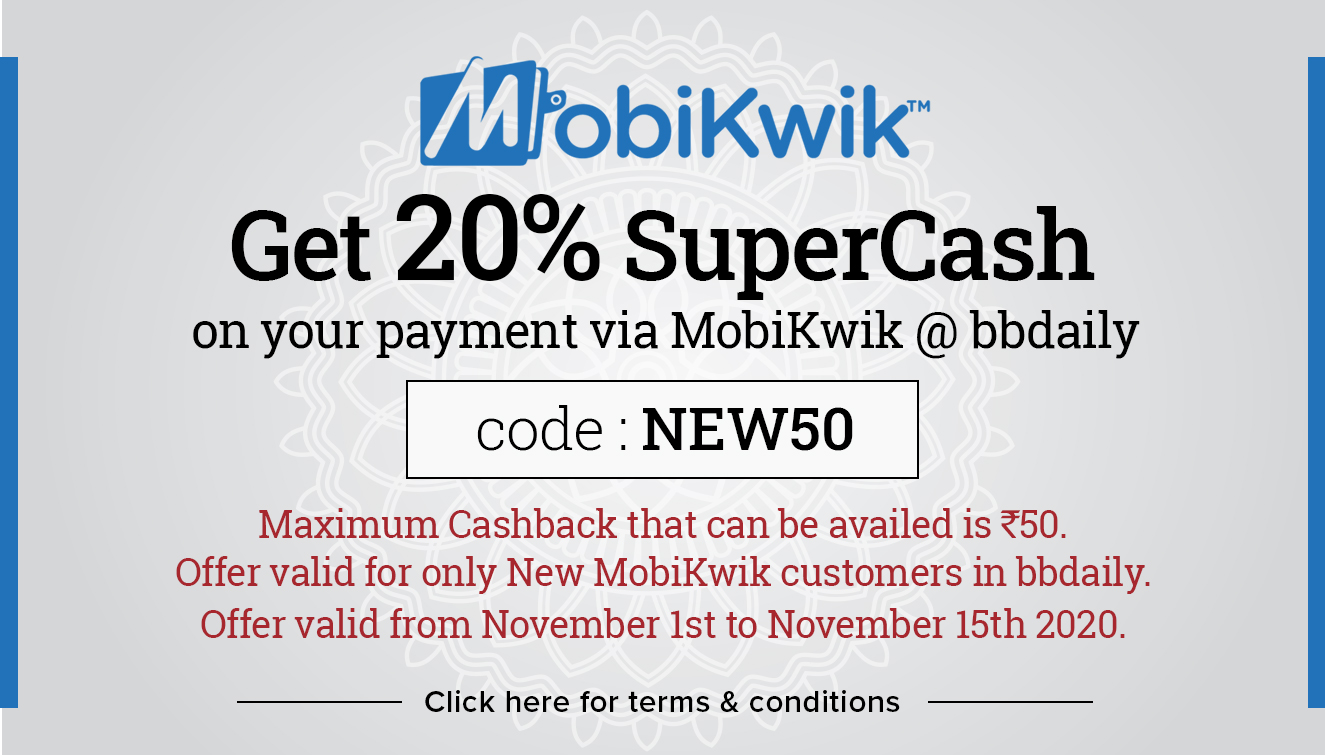 MobiKwik™
Get 20% SuperCash
on your payment via MobiKwik @ bbdaily
code : NEW50
Maximum Cashback that can be availed is ₹50.
Offer valid for only New MobiKwik customers in bbdaily.
Offer valid from November 1st to November 15th 2020.
Click here for terms & conditions